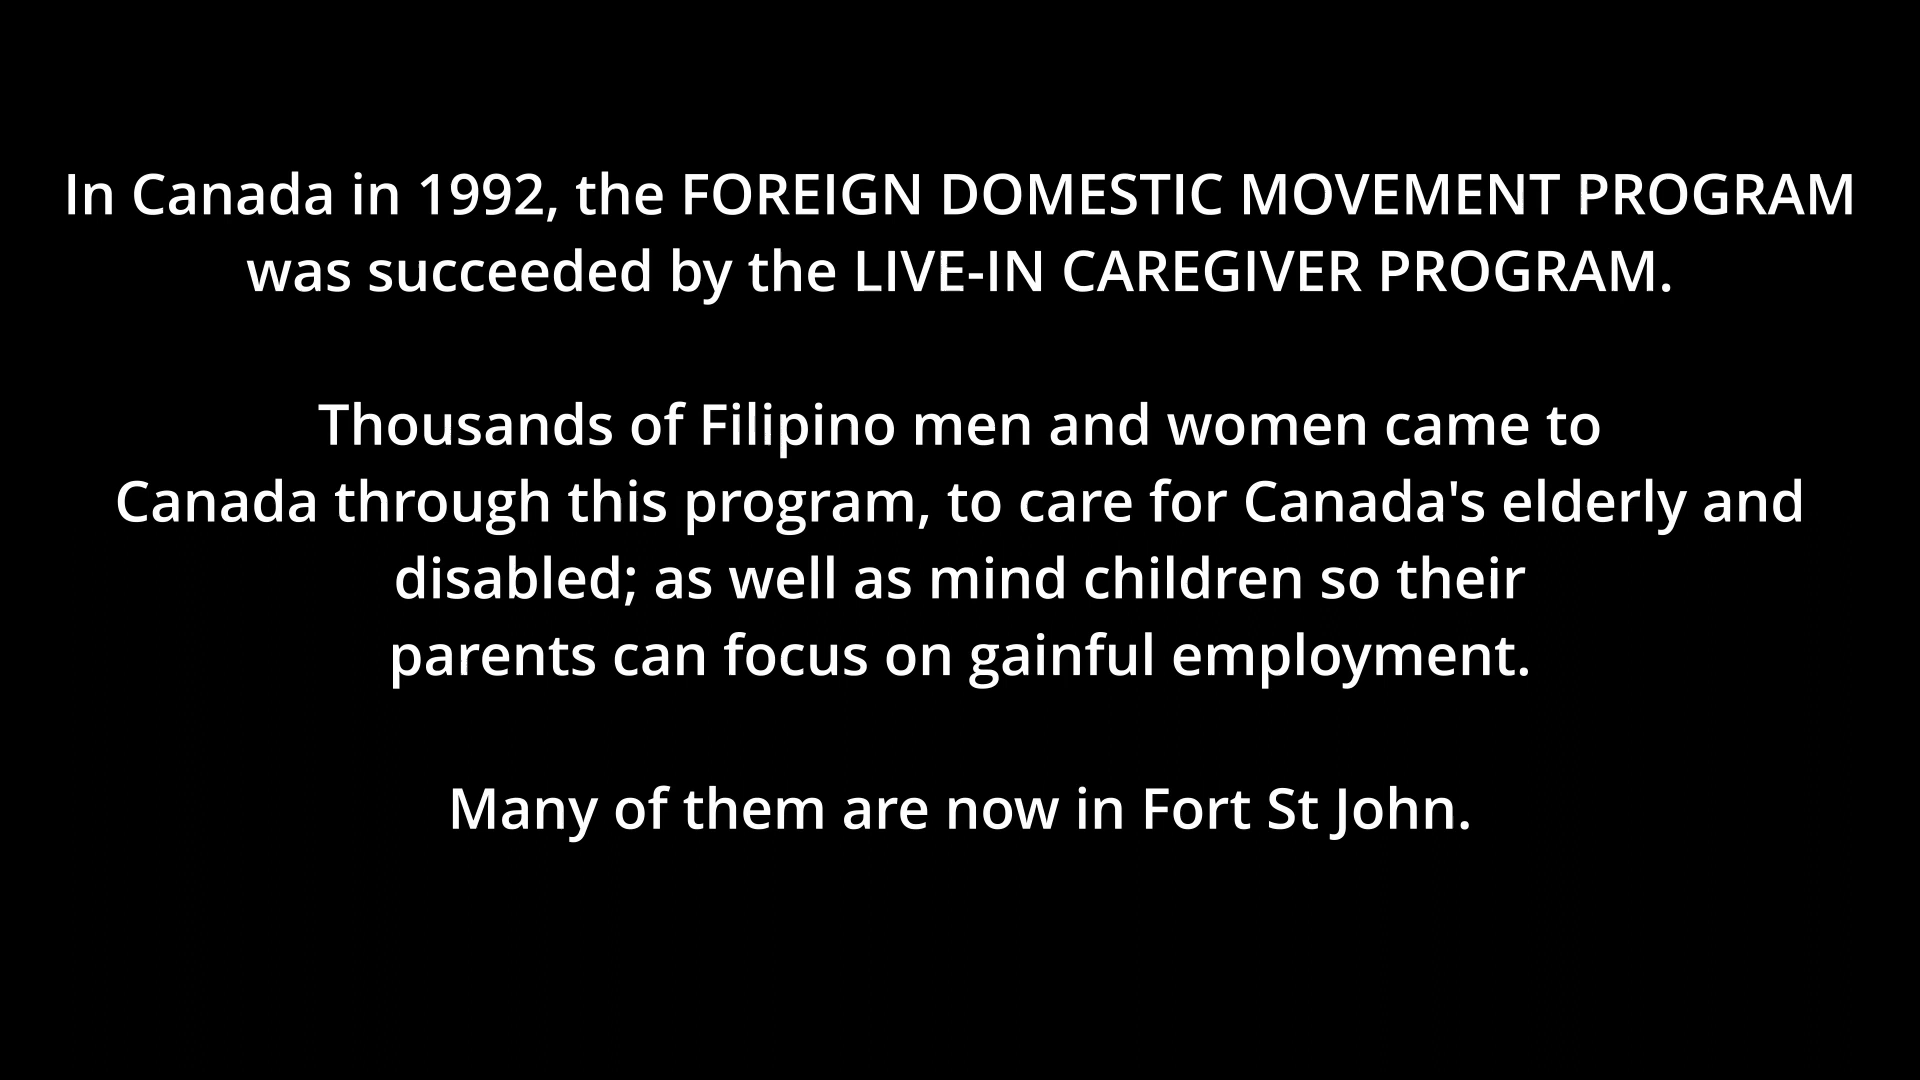 In Canada in 1992, the FOREIGN DOMESTIC MOVEMENT PROGRAM
was succeeded by the LIVE-IN CAREGIVER PROGRAM.
Thousands of Filipino men and women came to
Canada through this program, to care for Canada's elderly and
disabled; as well as mind children so their
parents can focus on gainful employment.
Many of them are now in Fort St John.